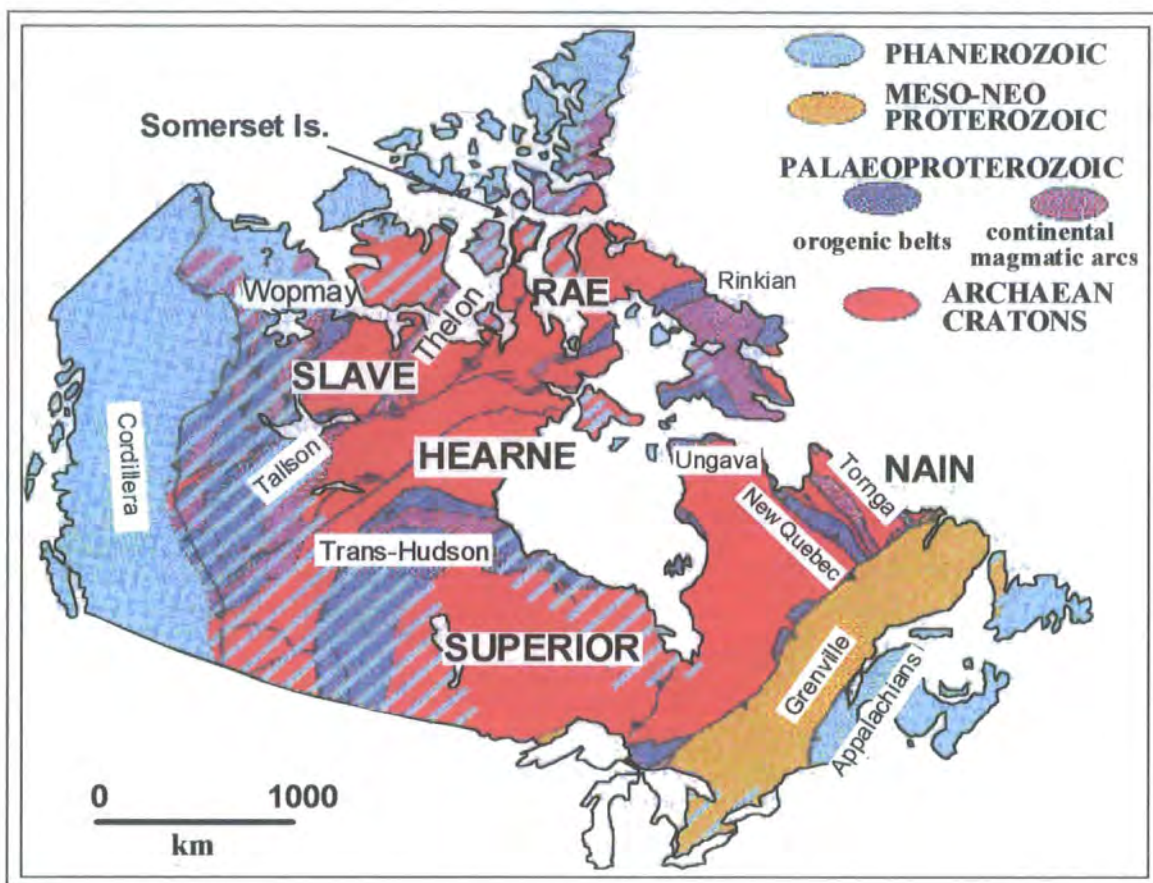 PHANEROZOIC
MESO-NEO
PROTEROZOIC
PALAEOPROTEROZOIC
orogenic belts
continental
magmatic arcs
ARCHAEAN
CRATONS
Somerset Is.
?
?
Wopmay
Thelon
RAE
Rinkian
SLAVE
Cordillera
Taltson
HEARNE
Ungava
Tornga
NAIN
New Quebec
Trans-Hudson
SUPERIOR
Grenville
Appalachians
0 1000
km